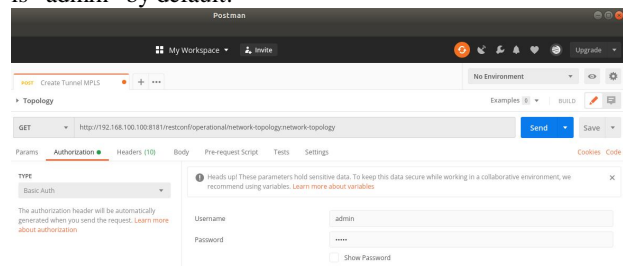 is "admin" by default.
Postman
My Workspace
Invite
Upgrade
POST Create Tunnel MPLS
+ •••
No Environment
Topology
Examples 0
BUILD
GET
http://192.168.100.100:8181/restconf/operational/network-topology:network-topology
Send
Save
Params Authorization Headers (10) Body Pre-request Script Tests Settings
Cookies Code
TYPE
Basic Auth
Heads up! These parameters hold sensitive data. To keep this data secure while working in a collaborative environment, we
recommend using variables. Learn more about variables
The authorization header will be automatically
generated when you send the request. Learn more
about authorization
Username
admin
Password
•••••
Show Password